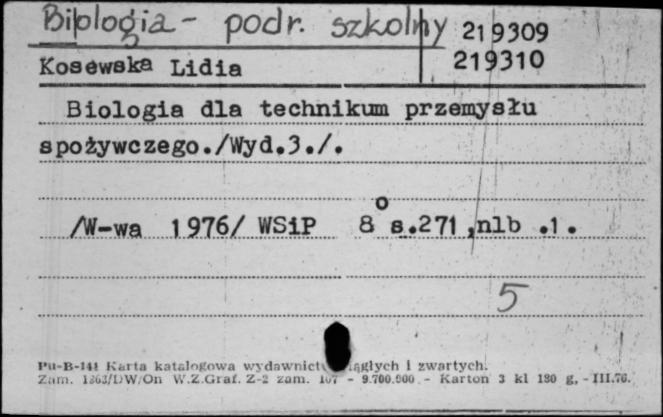 Biologia - podr. szkolny 219309
Kosewska Lidia 219310
Biologia dla technikum przemysłu
spożywczego./Wyd.3./.
/W-wa 1976/ WSiP 8° s.271,nlb .1.
5
Pu-B-141 Karta katalogowa wydawnictw ciągłych i zwartych.
Zam. 1363/DW/On W.Z.Graf. Z-2 zam. 107 - 9.700.000 - Karton 3 kl 180 g, - III.76.